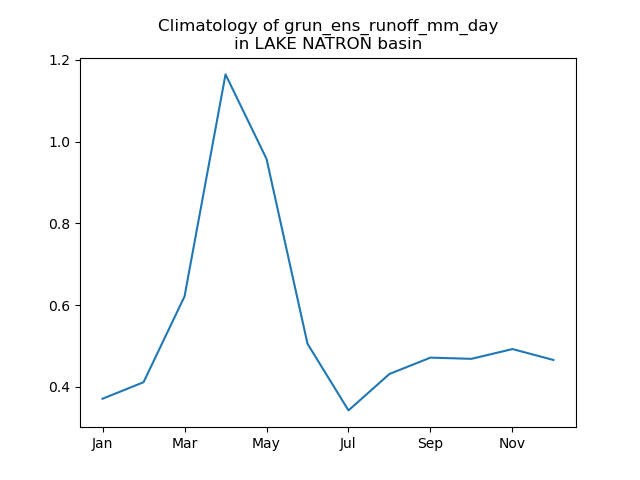 Climatology of grun_ens_runoff_mm_day
in LAKE NATRON basin
1.2
1.0
0.8
0.6
0.4
Jan Mar May Jul Sep Nov